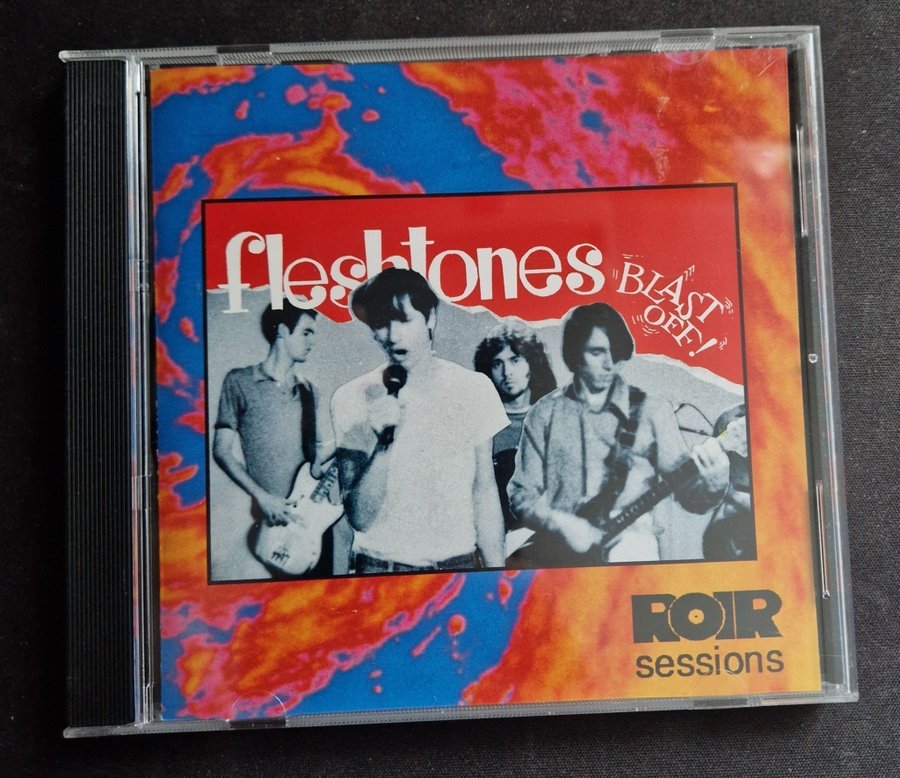 fleshtones
BLAST
OFF!
ROIR
sessions